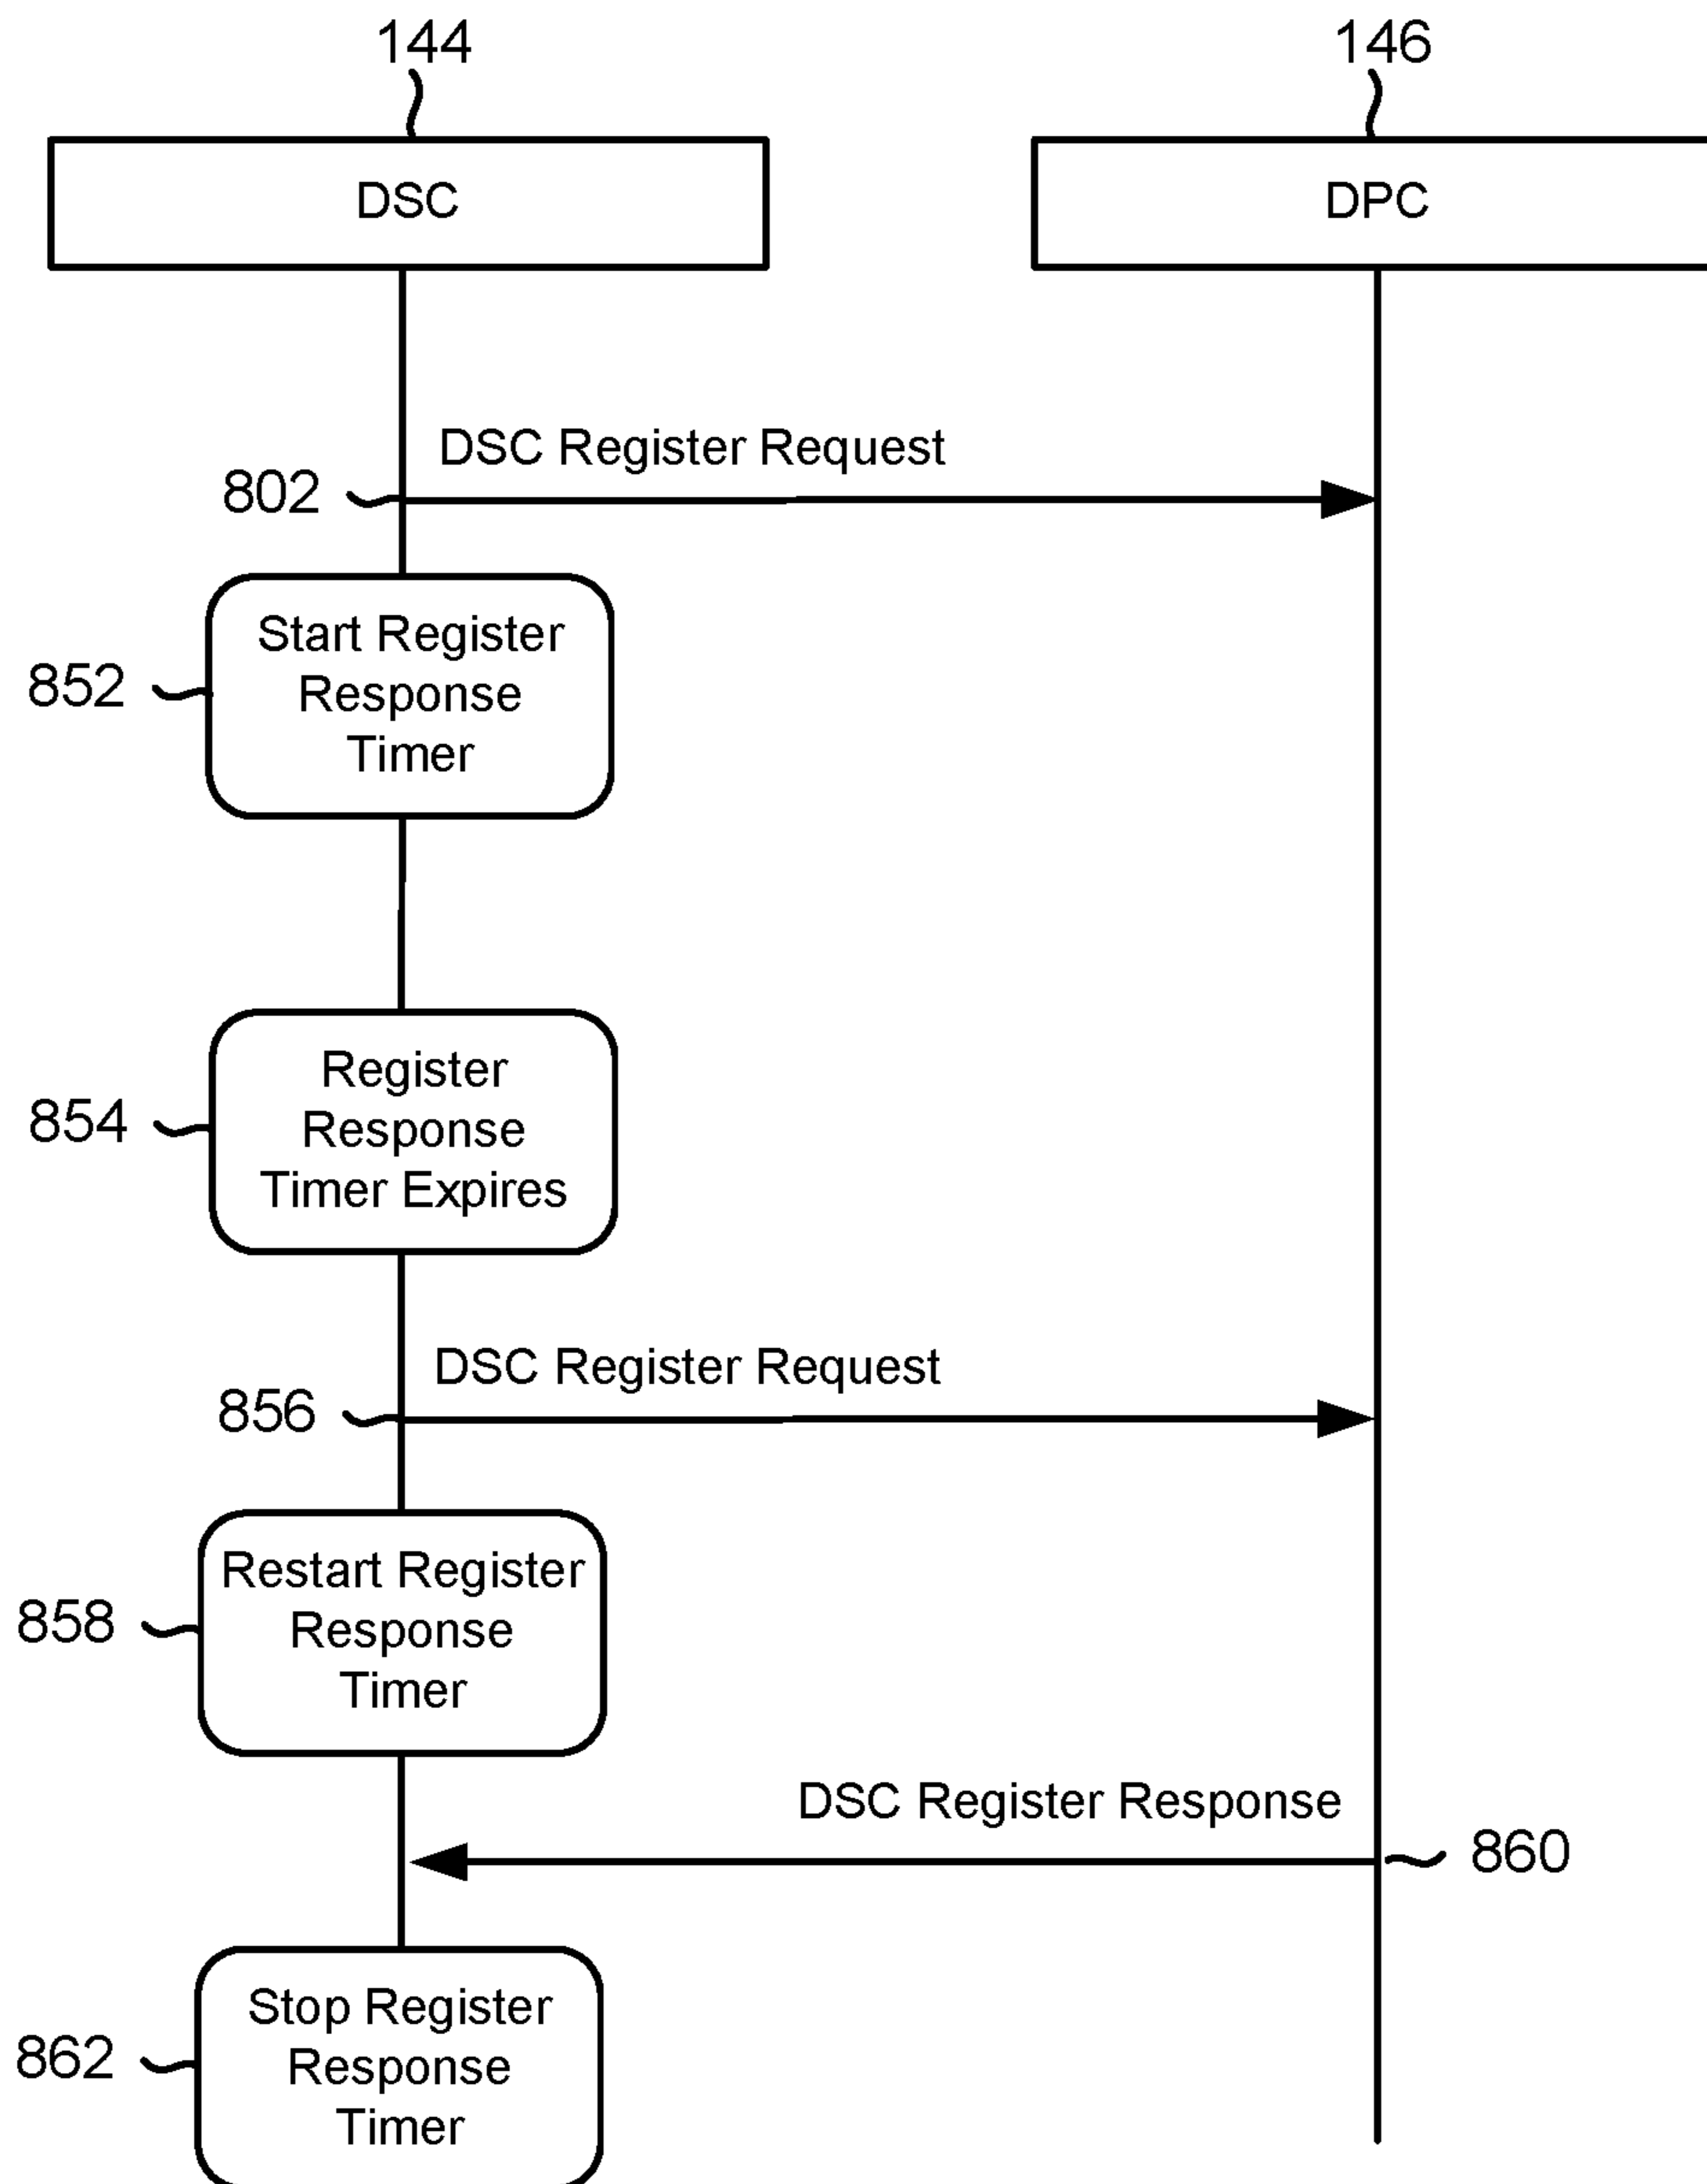 144
146
DSC
DPC
DSC Register Request
802
Start Register
Response
Timer
852
Register
Response
Timer Expires
854
DSC Register Request
856
Restart Register
Response
Timer
858
DSC Register Response
860
Stop Register
Response
Timer
862